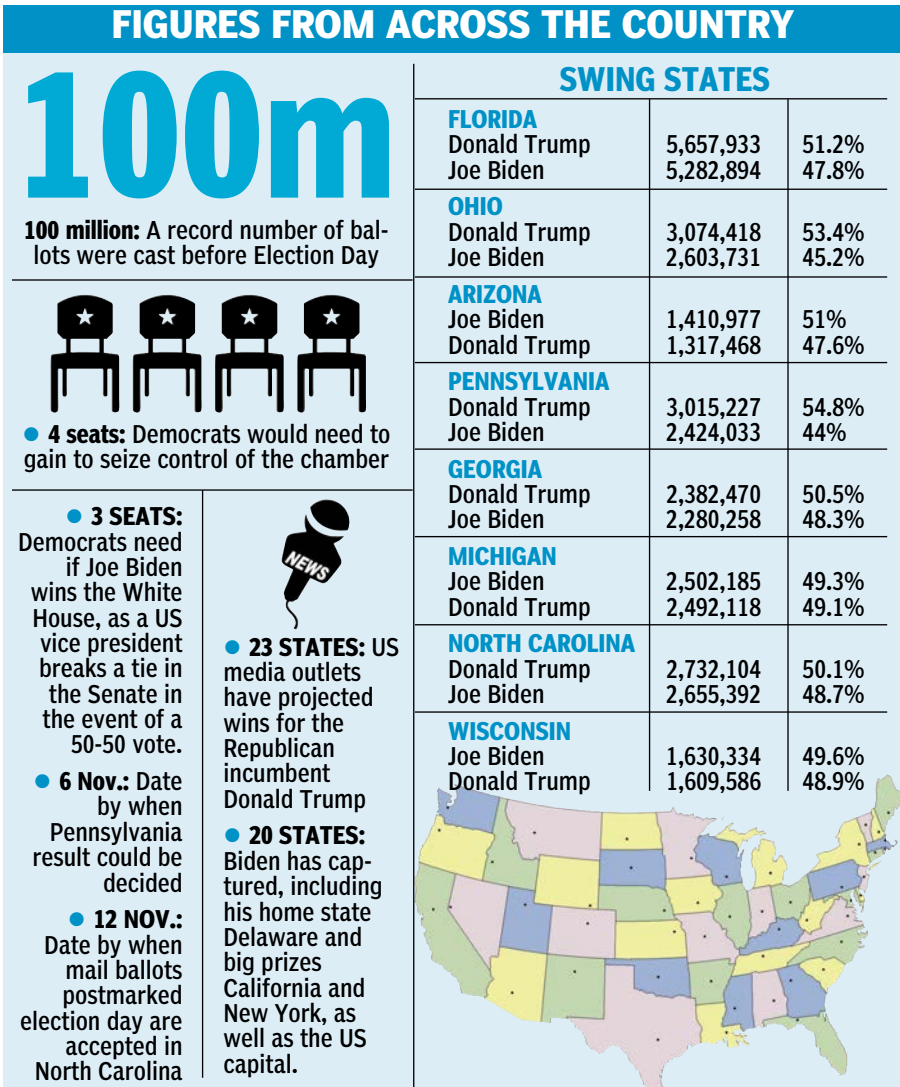 FIGURES FROM ACROSS THE COUNTRY
100m
100 million: A record number of bal-
lots were cast before Election Day
● 4 seats: Democrats would need to
gain to seize control of the chamber
● 3 SEATS:
Democrats need
if Joe Biden
wins the White
House, as a US
vice president
breaks a tie in
the Senate in
the event of a
50-50 vote.
● 6 Nov.: Date
by when
Pennsylvania
result could be
decided
● 12 NOV.:
Date by when
mail ballots
postmarked
election day are
accepted in
North Carolina
NEWS
● 23 STATES: US
media outlets
have projected
wins for the
Republican
incumbent
Donald Trump
● 20 STATES:
Biden has cap-
tured, including
his home state
Delaware and
big prizes
California and
New York, as
well as the US
capital.
SWING STATES
FLORIDA
Donald Trump 5,657,933 51.2%
Joe Biden 5,282,894 47.8%
OHIO
Donald Trump 3,074,418 53.4%
Joe Biden 2,603,731 45.2%
ARIZONA
Joe Biden 1,410,977 51%
Donald Trump 1,317,468 47.6%
PENNSYLVANIA
Donald Trump 3,015,227 54.8%
Joe Biden 2,424,033 44%
GEORGIA
Donald Trump 2,382,470 50.5%
Joe Biden 2,280,258 48.3%
MICHIGAN
Joe Biden 2,502,185 49.3%
Donald Trump 2,492,118 49.1%
NORTH CAROLINA
Donald Trump 2,732,104 50.1%
Joe Biden 2,655,392 48.7%
WISCONSIN
Joe Biden 1,630,334 49.6%
Donald Trump 1,609,586 48.9%